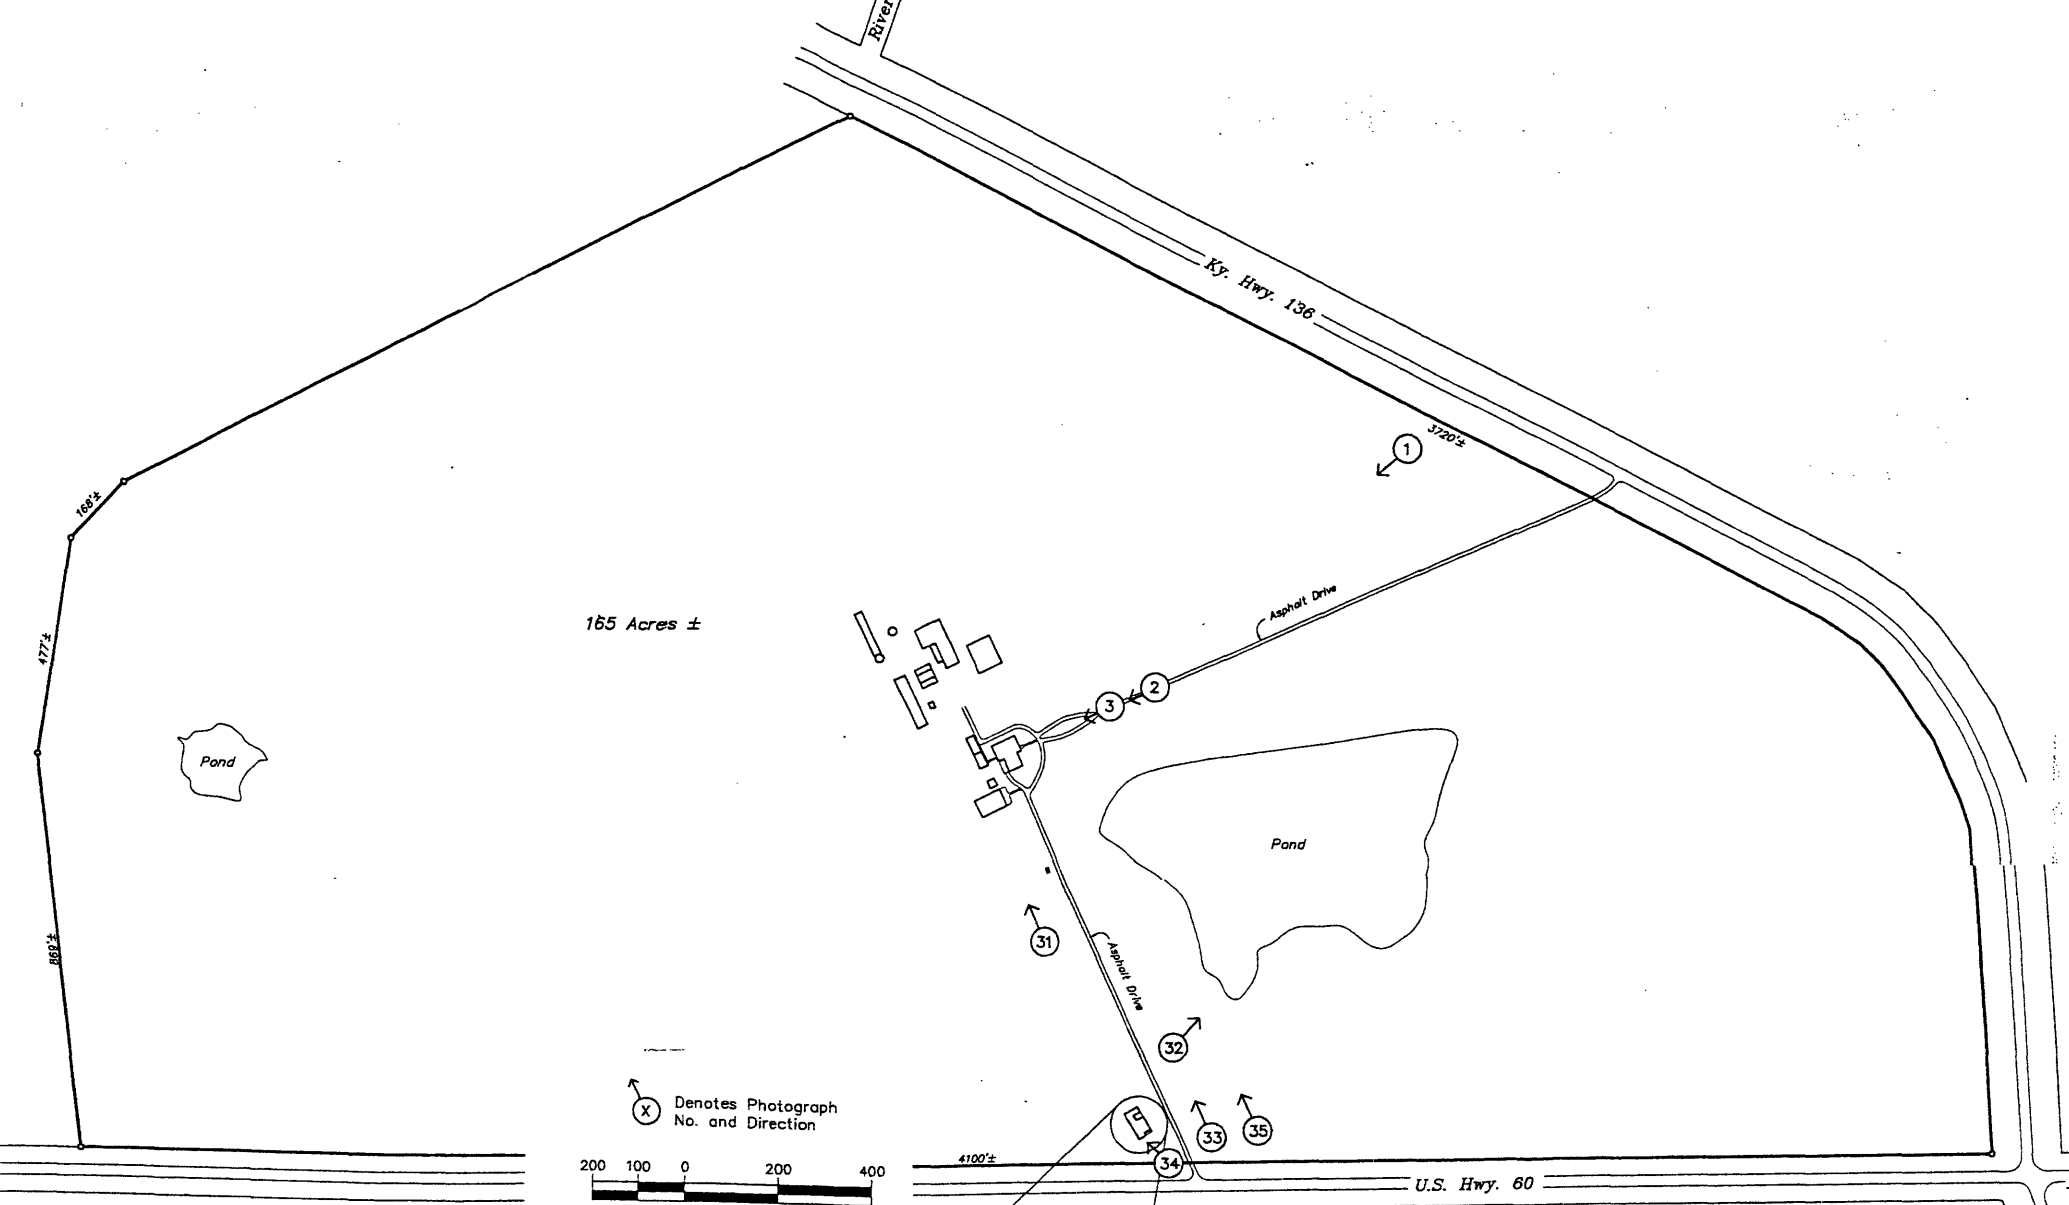 River
Ky. Hwy. 136
3720'±
1
168'±
Asphalt Drive
165 Acres ±
477'±
2
3
Pond
Pond
31
868'±
Asphalt Drive
32
X
Denotes Photograph
No. and Direction
33
35
34
200 100 0 200 400
4100'±
U.S. Hwy. 60